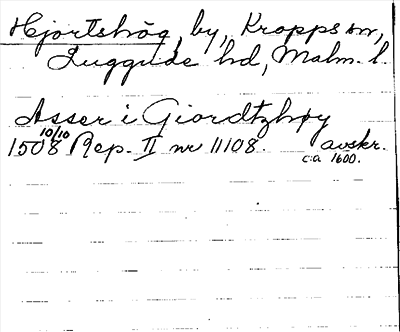 Hjortshög, by, Kropps sn,
Luggude hd, Malm. l.
Asser i Giordtzhøy
1508 10/10 Rep. II nr 11108. avskr.
ca 1600.